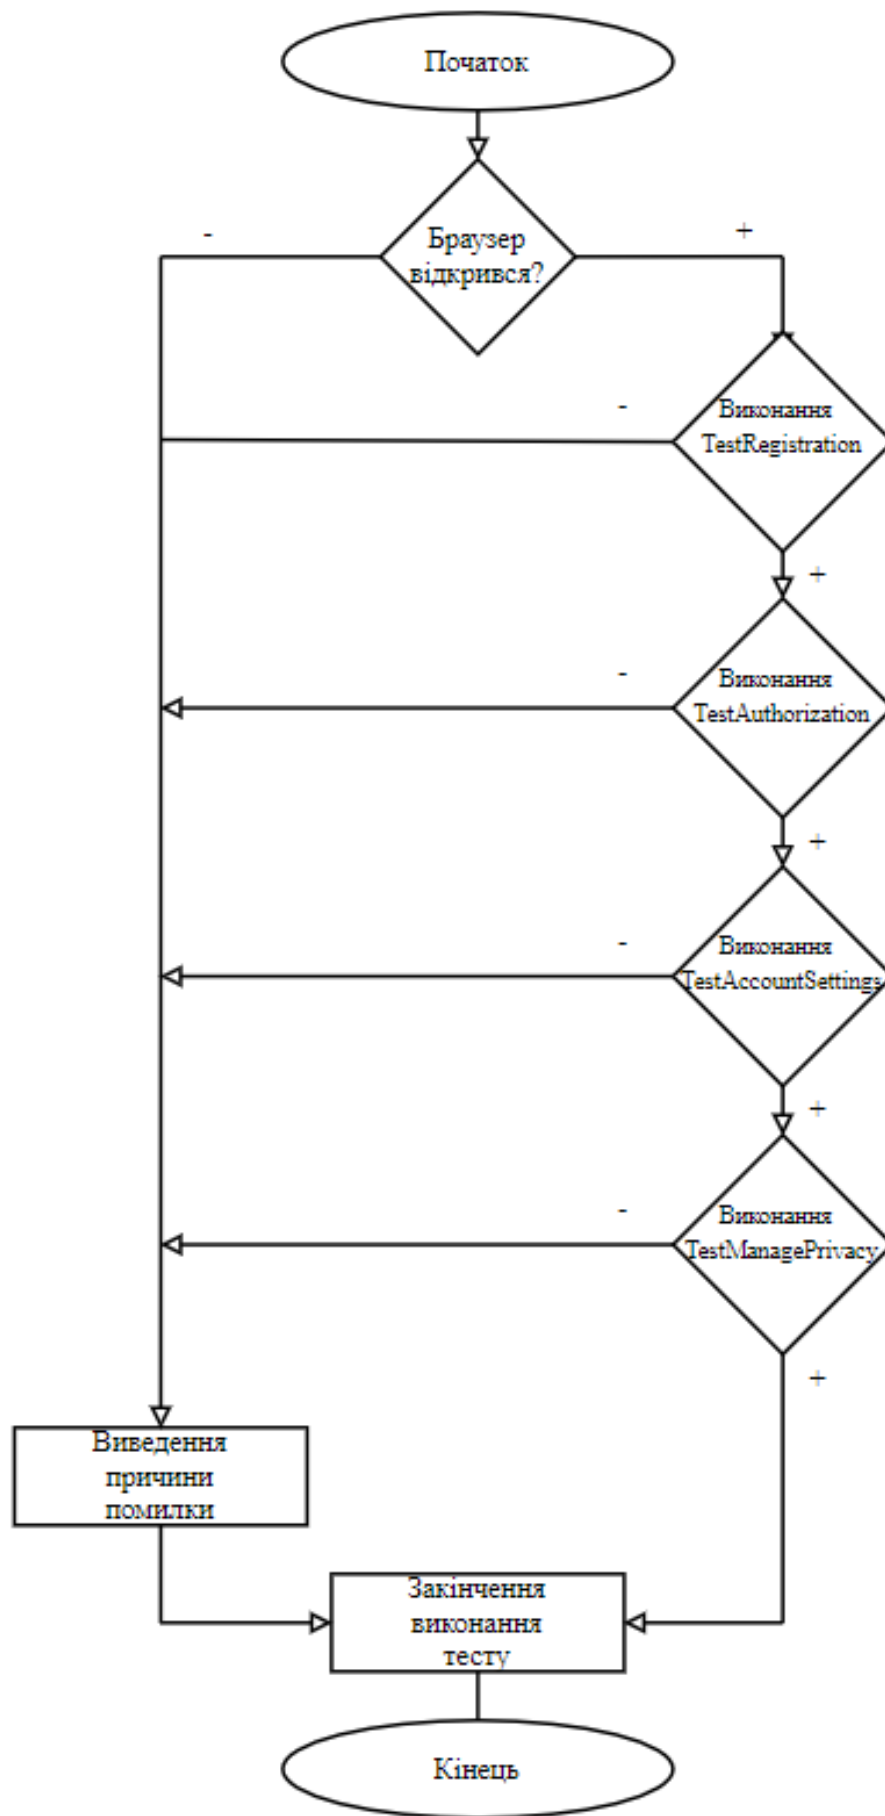 Початок
-
+
Браузер
відкрився?
-
Виконання
TestRegistration
+
-
Виконання
TestAuthorization
+
-
Виконання
TestAccountSettings
+
-
Виконання
TestManagePrivacy
+
Виведення
причини
помилки
Закінчення
виконання
тесту
Кінець